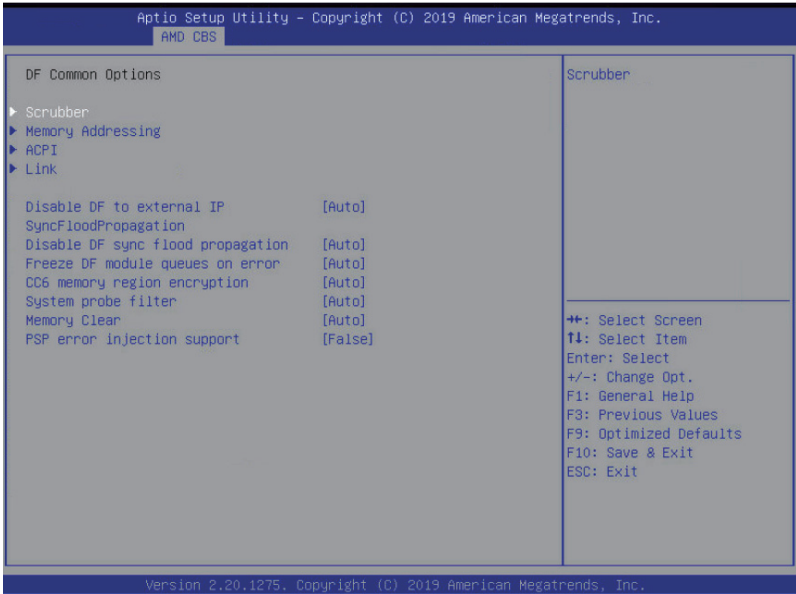 Aptio Setup Utility – Copyright (C) 2019 American Megatrends, Inc.
AMD CBS
DF Common Options
Scrubber
Memory Addressing
ACPI
Link
Disable DF to external IP [Auto]
SyncFloodPropagation
Disable DF sync flood propagation [Auto]
Freeze DF module queues on error [Auto]
CC6 memory region encryption [Auto]
System probe filter [Auto]
Memory Clear [Auto]
PSP error injection support [False]
Scrubber
→←: Select Screen
↑↓: Select Item
Enter: Select
+/-: Change Opt.
F1: General Help
F3: Previous Values
F9: Optimized Defaults
F10: Save & Exit
ESC: Exit
Version 2.20.1275. Copyright (C) 2019 American Megatrends, Inc.